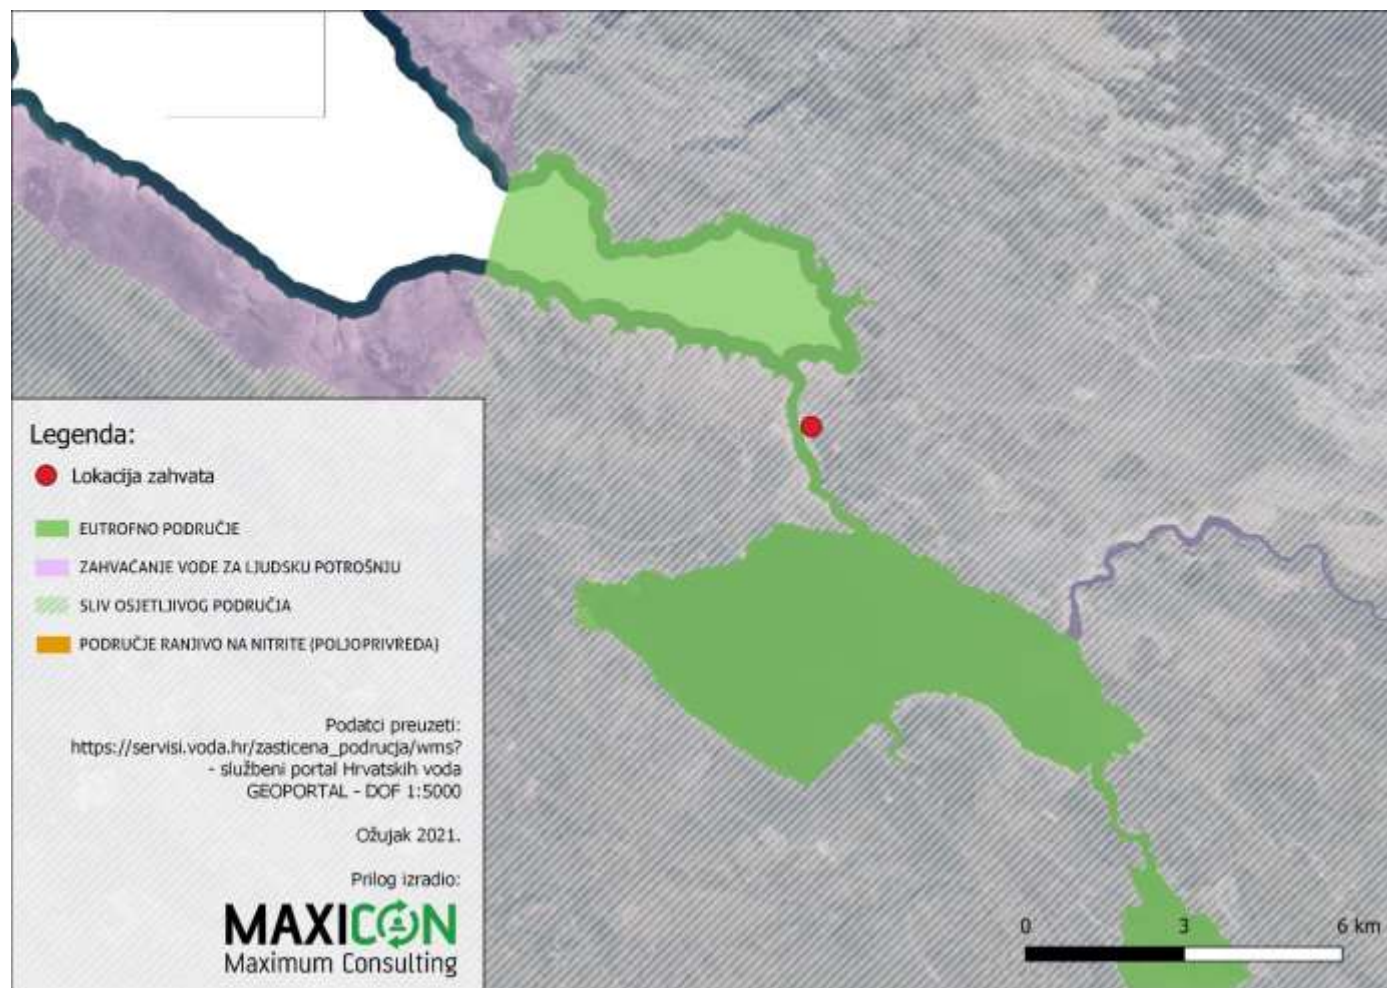 Legenda:
Lokacija zahvata
EUTROFNO PODRUČJE
ZAHVAĆANJE VODE ZA LJUDSKU POTROŠNJU
SLIV OSJETLJIVOG PODRUČJA
PODRUČJE RANJIVO NA NITRITE (POLJOPRIVREDA)
Podatci preuzeti:
https://servisi.voda.hr/zasticena_podrucja/wms?
- službeni portal Hrvatskih voda
GEOPORTAL - DOF 1:5000
Ožujak 2021.
Prilog izradio:
MAXICON
Maximum Consulting
0 3 6 km